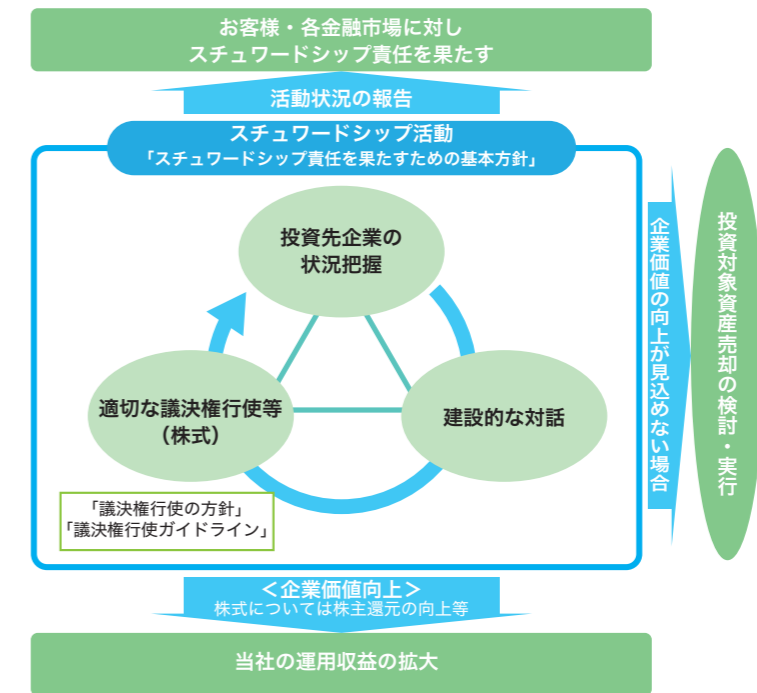 お客様・各金融市場に対し
スチュワードシップ責任を果たす
活動状況の報告
スチュワードシップ活動
「スチュワードシップ責任を果たすための基本方針」
投資先企業の
状況把握
適切な議決権行使等
（株式）
建設的な対話
「議決権行使の方針」
「議決権行使ガイドライン」
企業価値の向上が見込めない場合
投資対象資産売却の検討・実行
＜企業価値向上＞
株式については株主還元の向上等
当社の運用収益の拡大